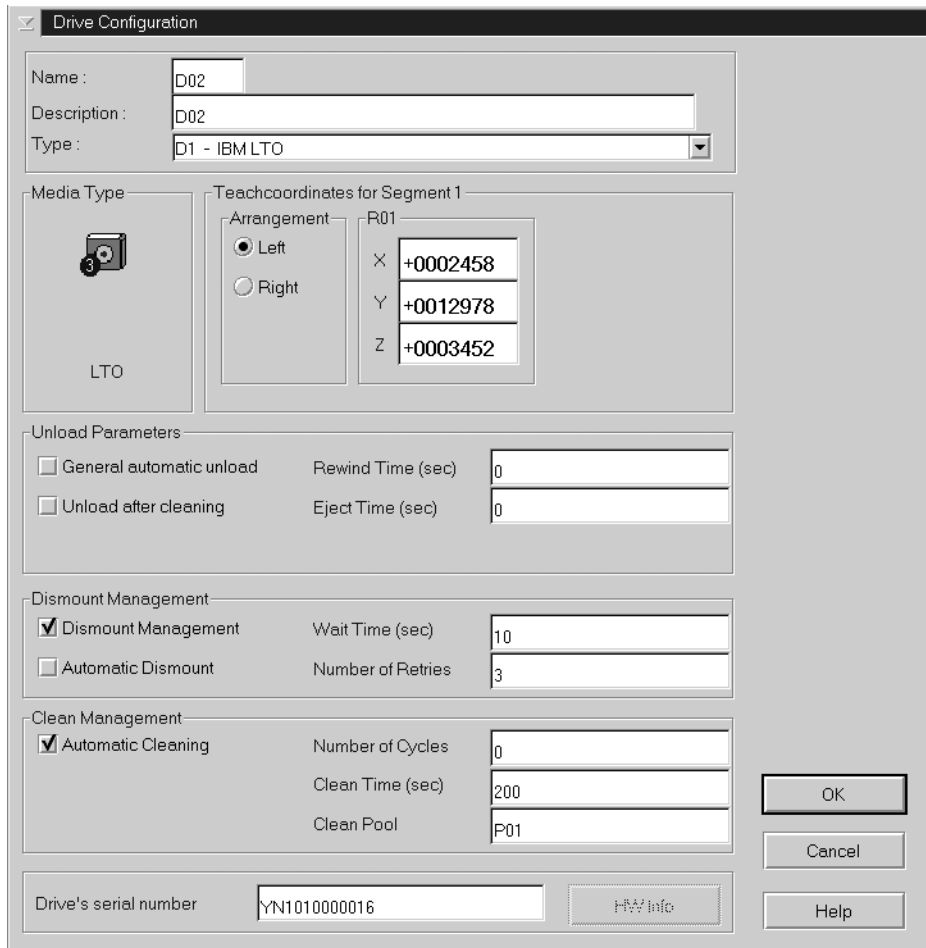 Drive Configuration
Name : D02
Description : D02
Type : D1 - IBM LTO
Media Type
3
LTO
Teachcoordinates for Segment 1
Arrangement
Left
Right
R01
X +0002458
Y +0012978
Z +0003452
Unload Parameters
General automatic unload Rewind Time (sec) 0
Unload after cleaning Eject Time (sec) 0
Dismount Management
Dismount Management Wait Time (sec) 10
Automatic Dismount Number of Retries 3
Clean Management
Automatic Cleaning Number of Cycles 0
Clean Time (sec) 200
Clean Pool P01
Drive's serial number YN1010000016 HW Info
OK
Cancel
Help